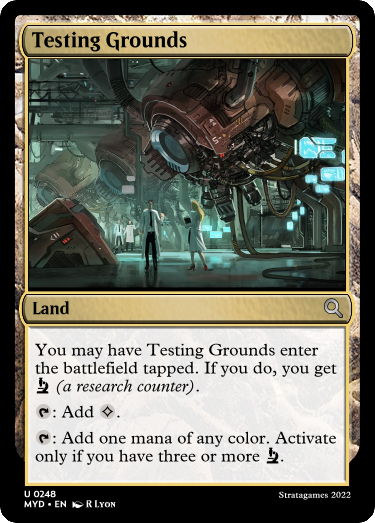 Testing Grounds
Land
You may have Testing Grounds enter
the battlefield tapped. If you do, you get
(a research counter).
: Add .
: Add one mana of any color. Activate
only if you have three or more .
U 0248
MYD • EN R Lyon
Stratagames 2022